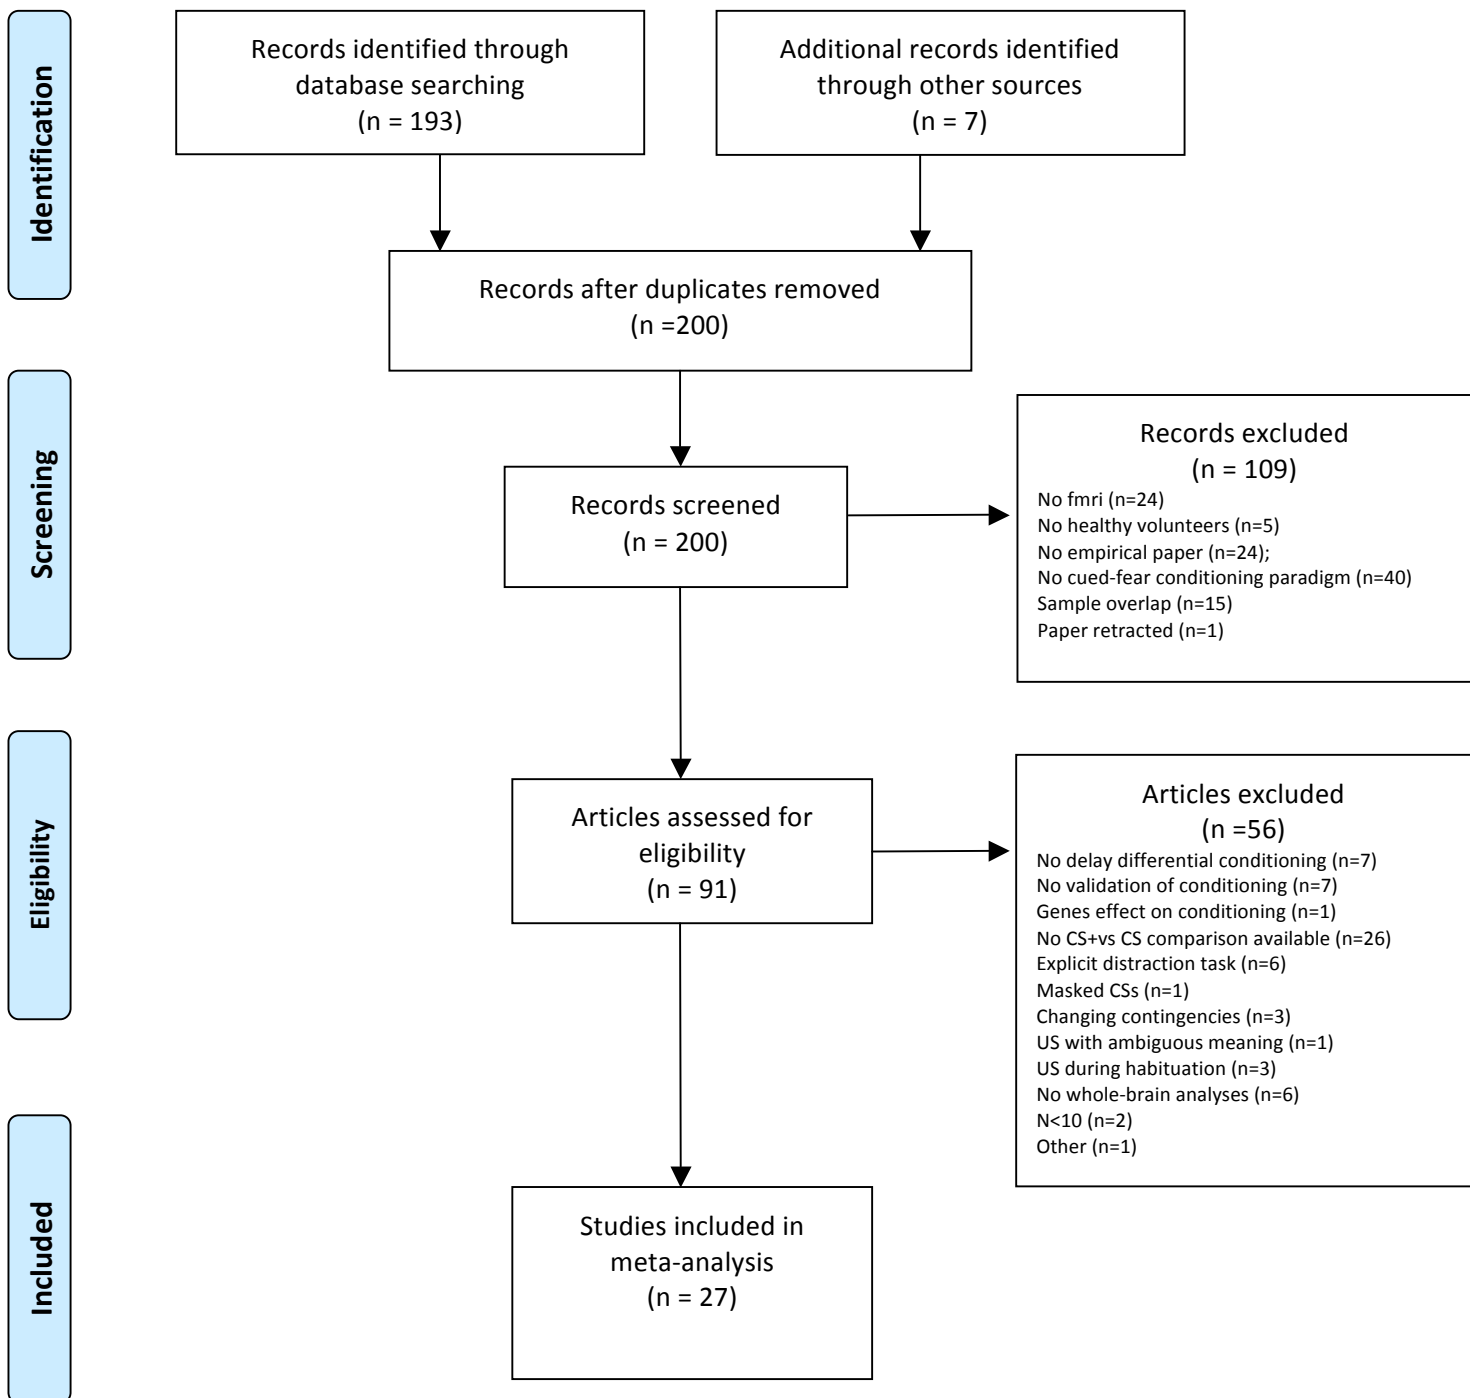 Identification
Records identified through
database searching
(n = 193)
Additional records identified
through other sources
(n = 7)
Records after duplicates removed
(n =200)
Screening
Records screened
(n = 200)
Records excluded
(n = 109)
No fmri (n=24)
No healthy volunteers (n=5)
No empirical paper (n=24);
No cued-fear conditioning paradigm (n=40)
Sample overlap (n=15)
Paper retracted (n=1)
Eligibility
Articles assessed for
eligibility
(n = 91)
Articles excluded
(n =56)
No delay differential conditioning (n=7)
No validation of conditioning (n=7)
Genes effect on conditioning (n=1)
No CS+vs CS comparison available (n=26)
Explicit distraction task (n=6)
Masked CSs (n=1)
Changing contingencies (n=3)
US with ambiguous meaning (n=1)
US during habituation (n=3)
No whole-brain analyses (n=6)
N<10 (n=2)
Other (n=1)
Included
Studies included in
meta-analysis
(n = 27)